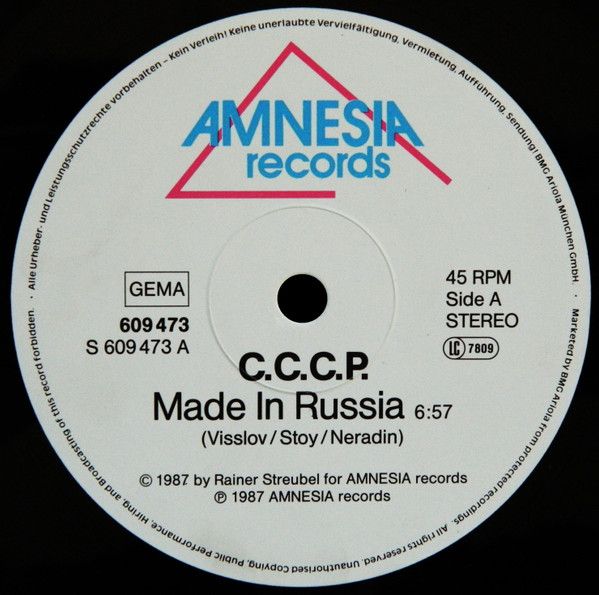 · Alle Urheber- und Leistungsschutzrechte vorbehalten – Kein Verleih! Keine unerlaubte Vervielfältigung, Vermietung, Aufführung, Sendung! BMG Ariola München GmbH. ·
AMNESIA
records
GEMA
609 473
S 609 473 A
45 RPM
Side A
STEREO
LC 7809
C.C.C.P.
Made In Russia 6:57
(Visslov/Stoy/Neradin)
© 1987 by Rainer Streubel for AMNESIA records
℗ 1987 AMNESIA records
Marketed by BMG Ariola from protected recordings. All rights reserved. Unauthorised Copying, Public Performance, Hiring, and Broadcasting of this record forbidden.